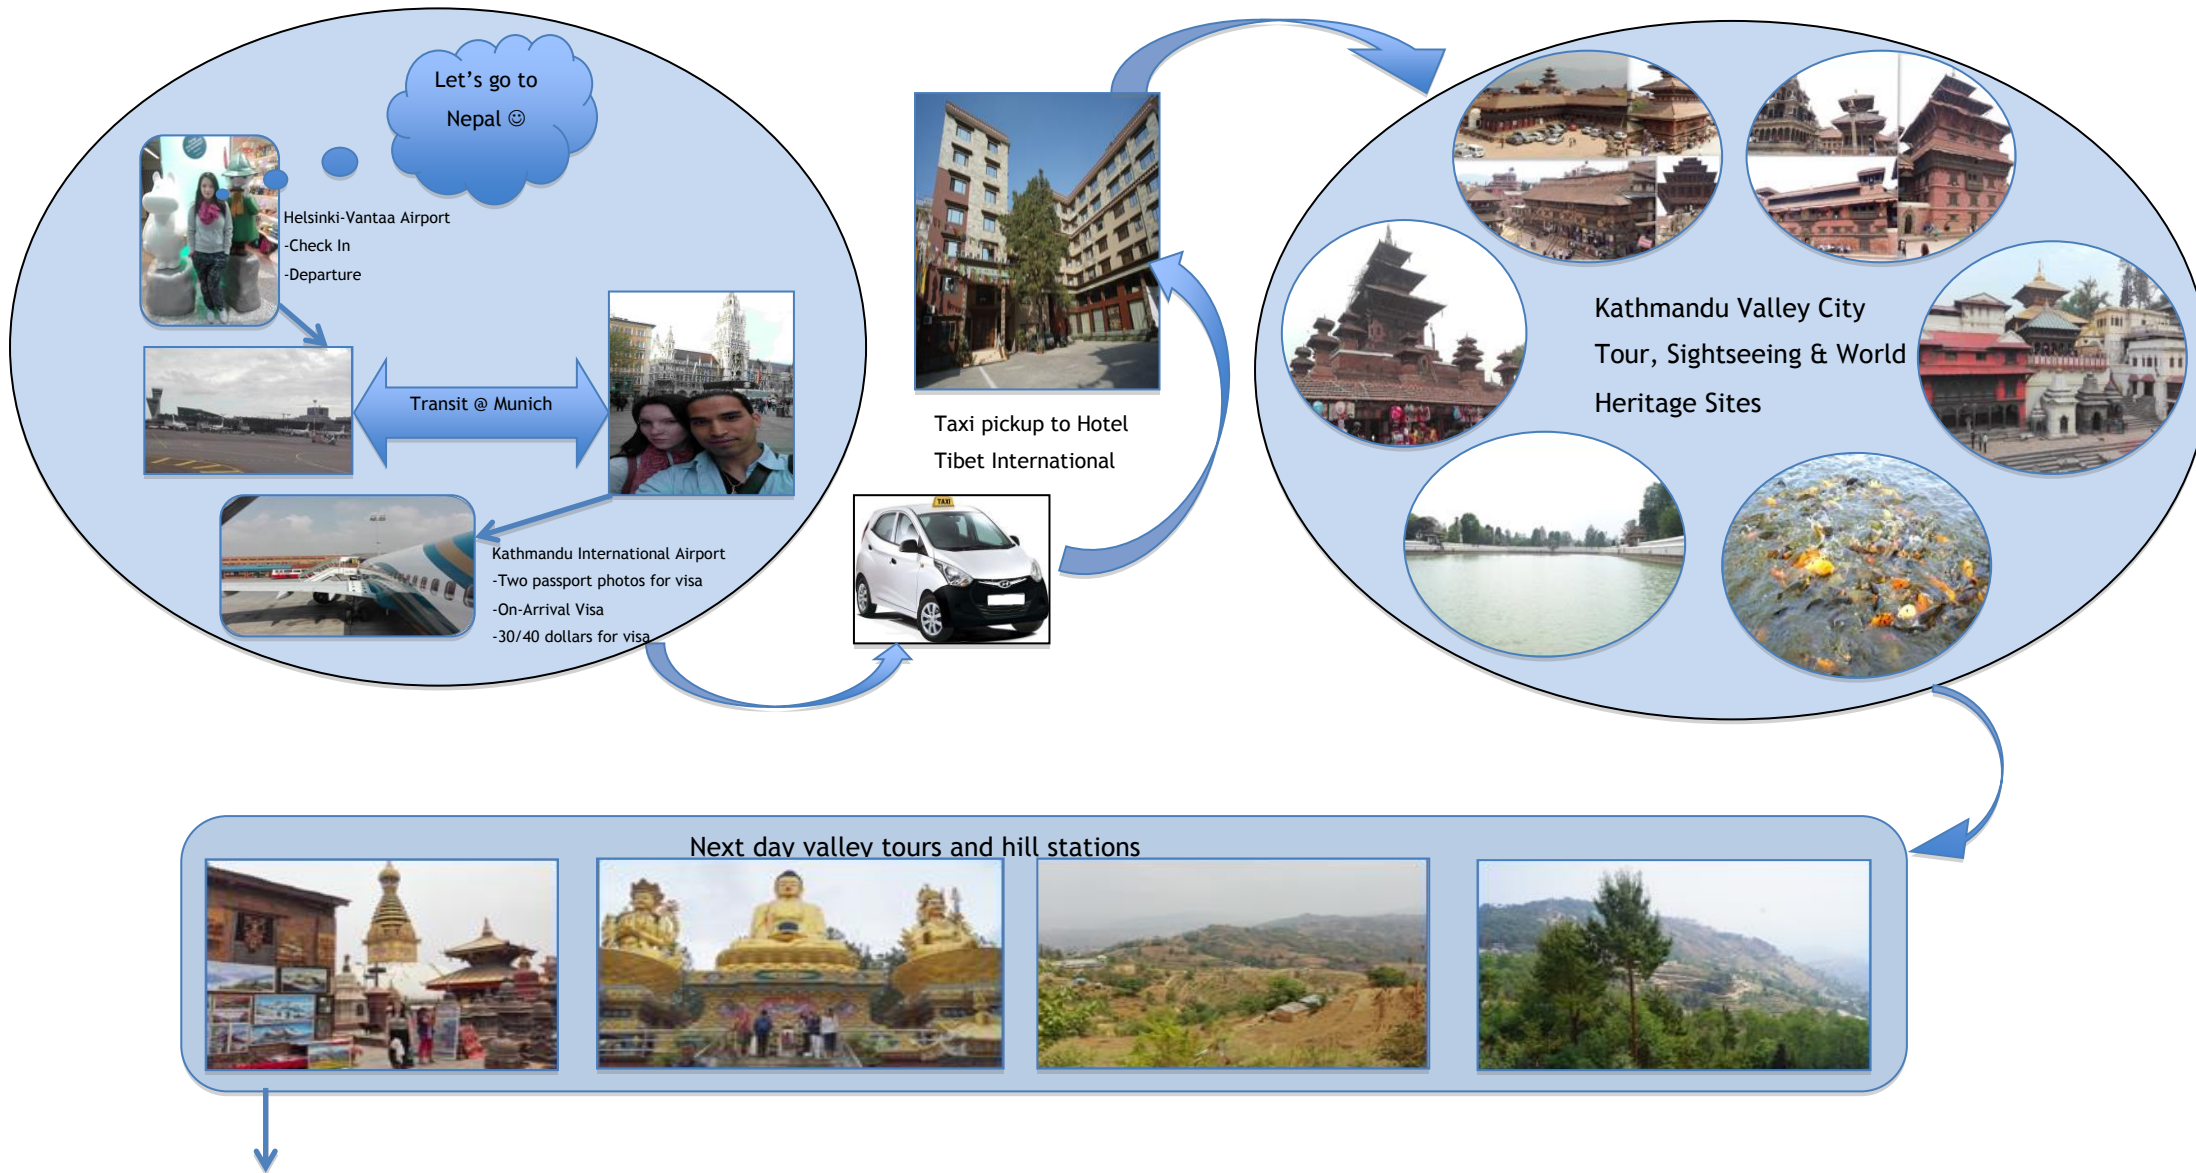 Let's go to
Nepal ☺
Helsinki-Vantaa Airport
-Check In
-Departure
Transit @ Munich
Kathmandu International Airport
-Two passport photos for visa
-On-Arrival Visa
-30/40 dollars for visa
Taxi pickup to Hotel
Tibet International
TAXI
Kathmandu Valley City
Tour, Sightseeing & World
Heritage Sites
Next day valley tours and hill stations